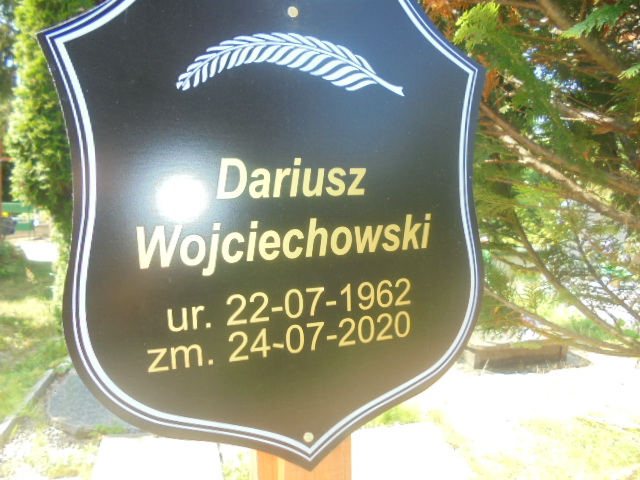 Dariusz
Wojciechowski
ur. 22-07-1962
zm. 24-07-2020